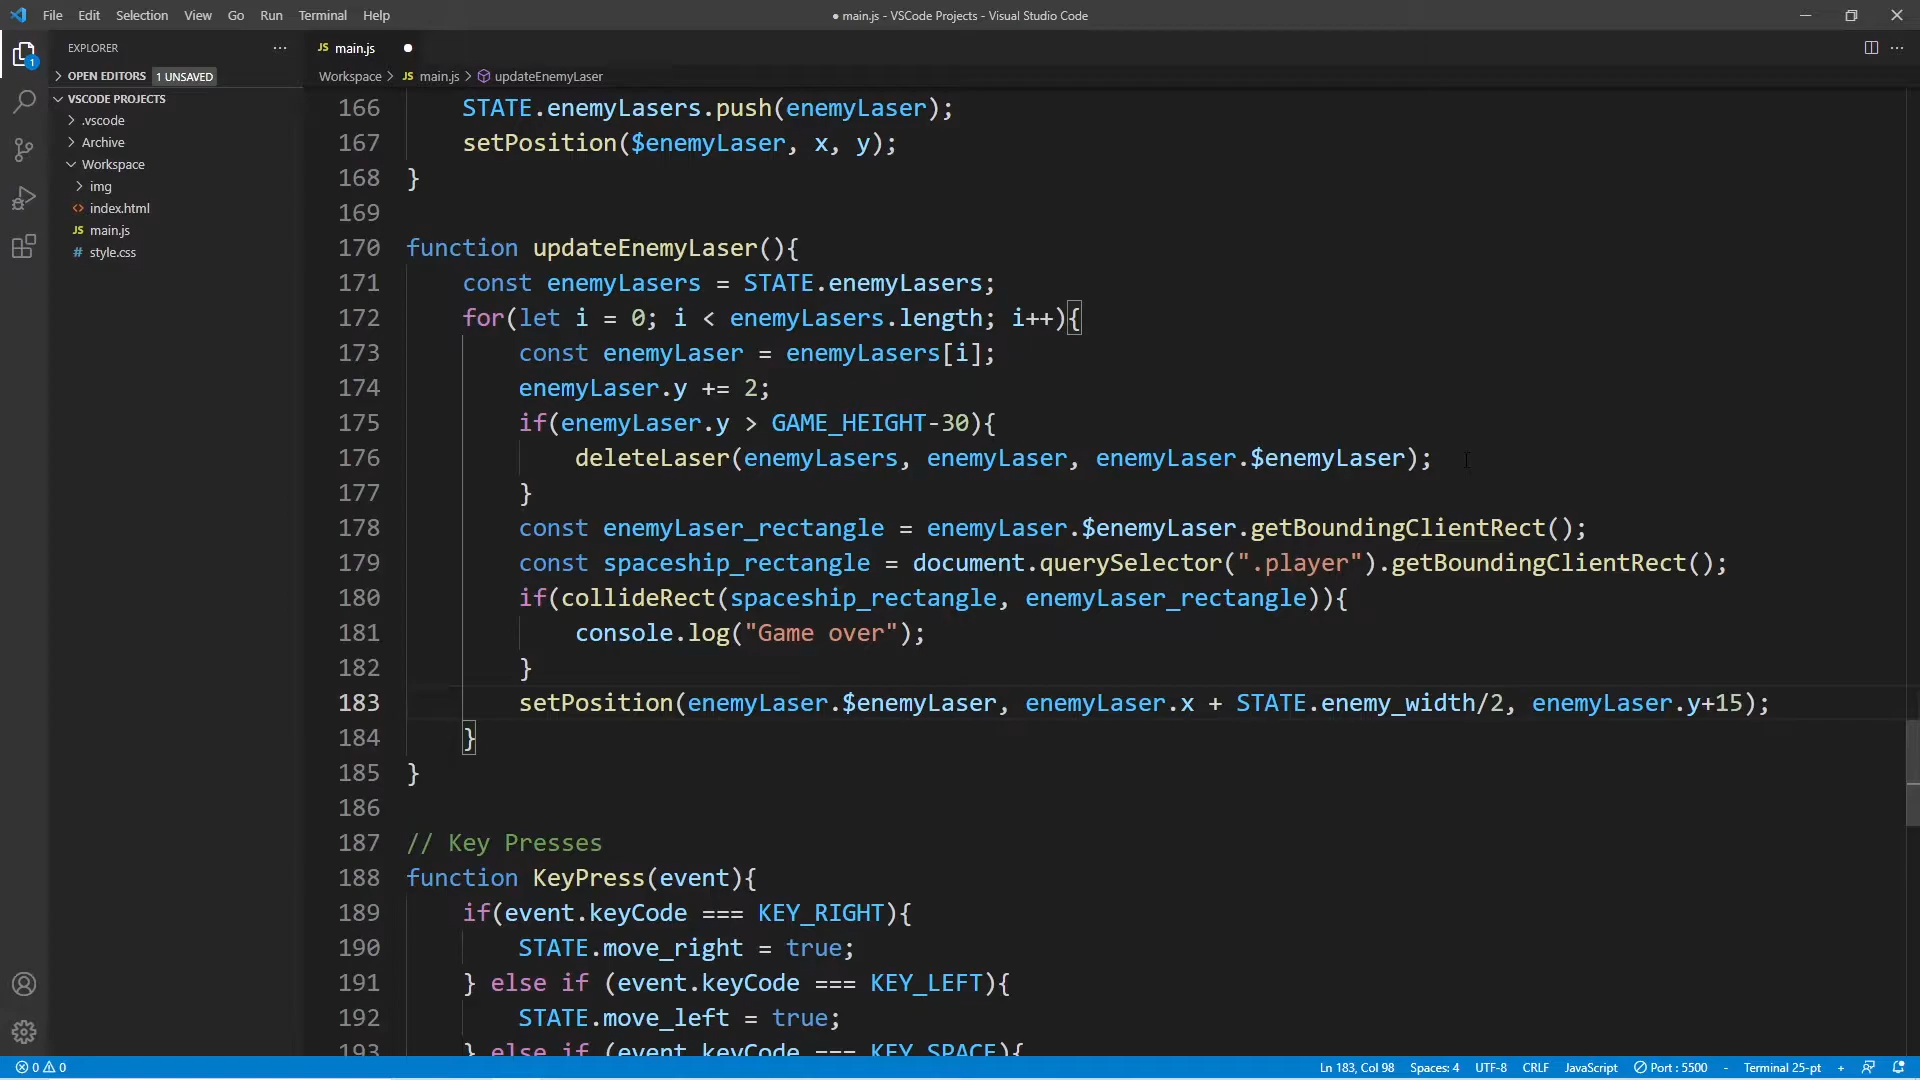 File Edit Selection View Go Run Terminal Help
● main.js - VSCode Projects - Visual Studio Code
EXPLORER
OPEN EDITORS 1 UNSAVED
VSCODE PROJECTS
.vscode
Archive
Workspace
img
index.html
JS main.js
# style.css
1
JS main.js
Workspace > JS main.js > updateEnemyLaser
166 STATE.enemyLasers.push(enemyLaser);
167 setPosition($enemyLaser, x, y);
168 }
169
170 function updateEnemyLaser(){
171 const enemyLasers = STATE.enemyLasers;
172 for(let i = 0; i < enemyLasers.length; i++){
173 const enemyLaser = enemyLasers[i];
174 enemyLaser.y += 2;
175 if(enemyLaser.y > GAME_HEIGHT-30){
176 deleteLaser(enemyLasers, enemyLaser, enemyLaser.$enemyLaser);
177 }
178 const enemyLaser_rectangle = enemyLaser.$enemyLaser.getBoundingClientRect();
179 const spaceship_rectangle = document.querySelector(".player").getBoundingClientRect();
180 if(collideRect(spaceship_rectangle, enemyLaser_rectangle)){
181 console.log("Game over");
182 }
183 setPosition(enemyLaser.$enemyLaser, enemyLaser.x + STATE.enemy_width/2, enemyLaser.y+15);
184 }
185 }
186
187 // Key Presses
188 function KeyPress(event){
189 if(event.keyCode === KEY_RIGHT){
190 STATE.move_right = true;
191 } else if (event.keyCode === KEY_LEFT){
192 STATE.move_left = true;
193 } else if (event.keyCode === KEY_SPACE){
0 0
Ln 183, Col 98 Spaces: 4 UTF-8 CRLF JavaScript Port : 5500 - Terminal 25-pt +